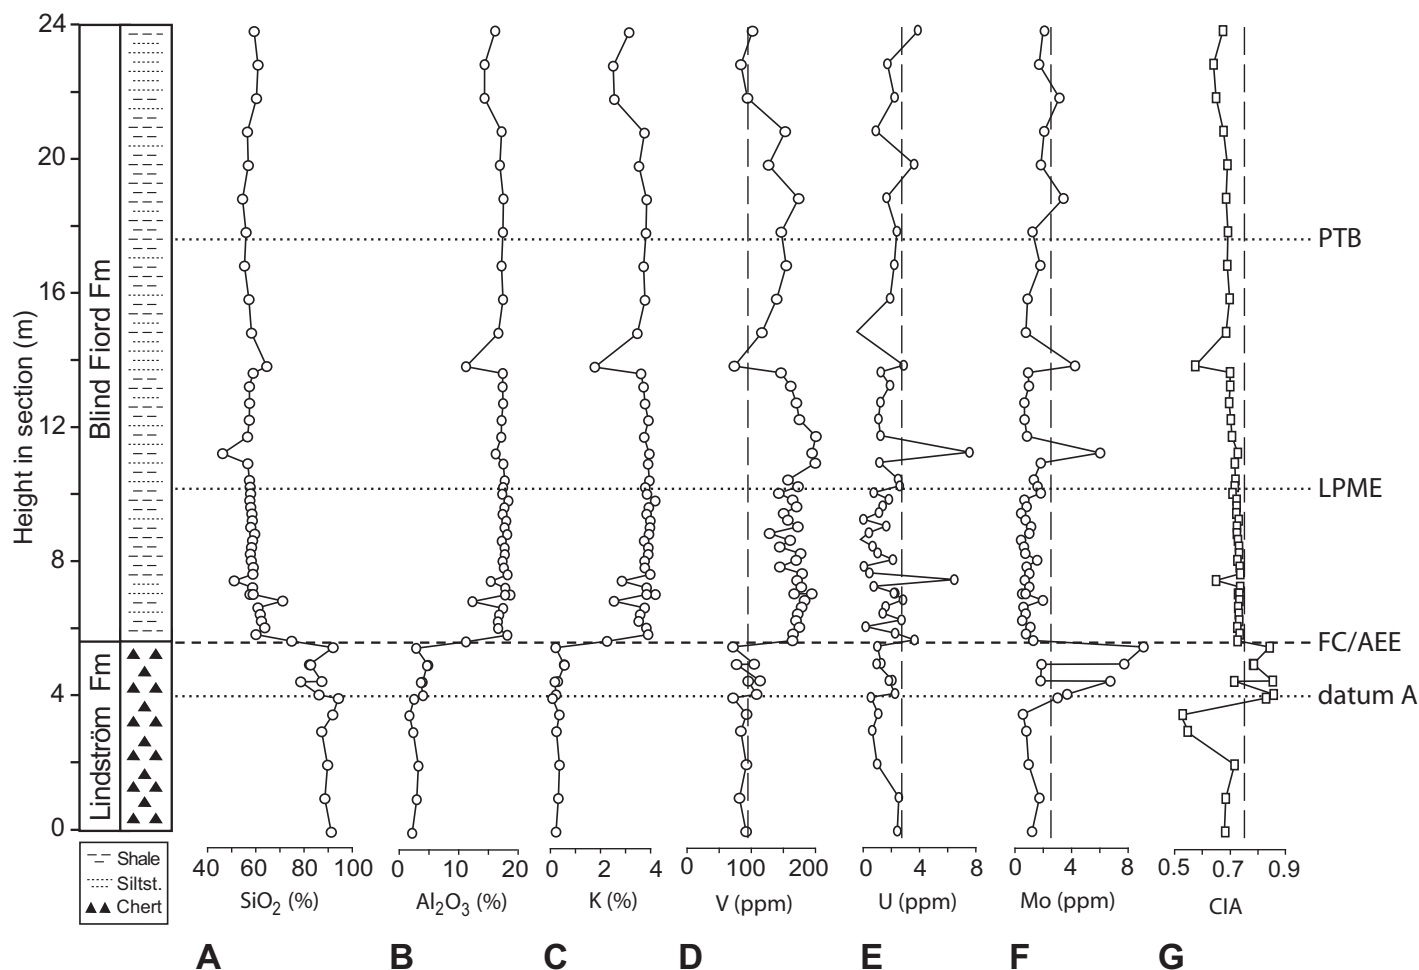 24
20
16
12
8
4
0
Height in section (m)
Blind Fiord Fm
Lindström Fm
PTB
LPME
FC/AEE
datum A
Shale
Siltst.
Chert
40 60 80 100
SiO₂ (%)
0 10 20
Al₂O₃ (%)
0 2 4
K (%)
0 100 200
V (ppm)
0 4 8
U (ppm)
0 4 8
Mo (ppm)
0.5 0.7 0.9
CIA
A B C D E F G